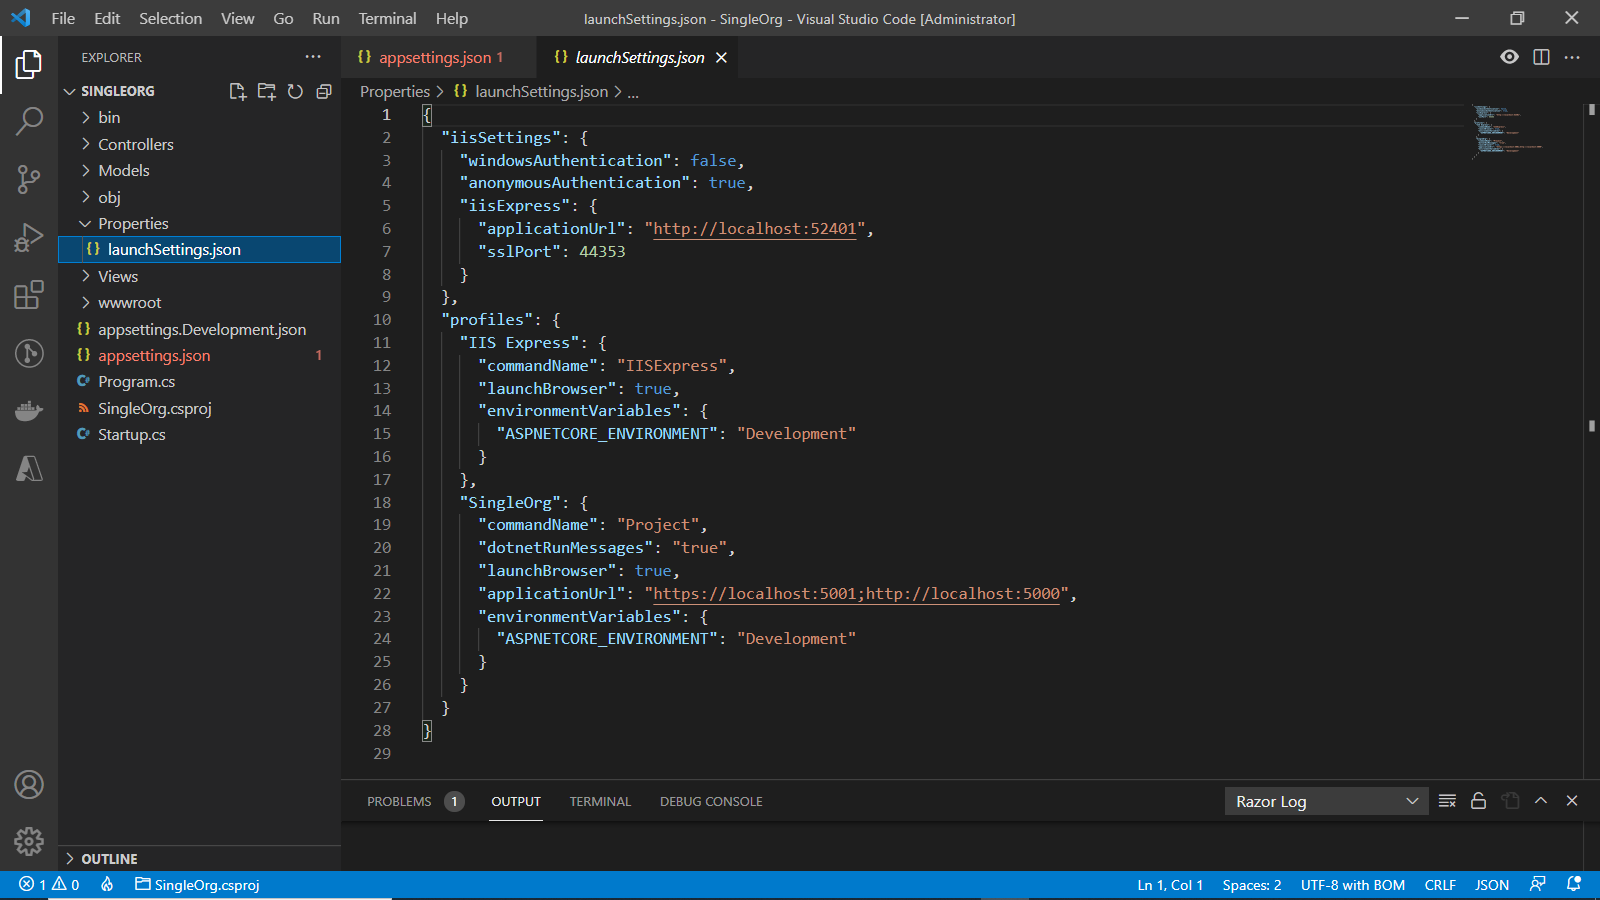 File Edit Selection View Go Run Terminal Help
launchSettings.json - SingleOrg - Visual Studio Code [Administrator]
EXPLORER
SINGLEORG
bin
Controllers
Models
obj
Properties
launchSettings.json
Views
wwwroot
appsettings.Development.json
appsettings.json 1
Program.cs
SingleOrg.csproj
Startup.cs
OUTLINE
appsettings.json 1
launchSettings.json
Properties > {} launchSettings.json > ...
1 {
2 "iisSettings": {
3 "windowsAuthentication": false,
4 "anonymousAuthentication": true,
5 "iisExpress": {
6 "applicationUrl": "http://localhost:52401",
7 "sslPort": 44353
8 }
9 },
10 "profiles": {
11 "IIS Express": {
12 "commandName": "IISExpress",
13 "launchBrowser": true,
14 "environmentVariables": {
15 "ASPNETCORE_ENVIRONMENT": "Development"
16 }
17 },
18 "SingleOrg": {
19 "commandName": "Project",
20 "dotnetRunMessages": "true",
21 "launchBrowser": true,
22 "applicationUrl": "https://localhost:5001;http://localhost:5000",
23 "environmentVariables": {
24 "ASPNETCORE_ENVIRONMENT": "Development"
25 }
26 }
27 }
28 }
29
PROBLEMS 1 OUTPUT TERMINAL DEBUG CONSOLE
Razor Log
1 0 SingleOrg.csproj
Ln 1, Col 1 Spaces: 2 UTF-8 with BOM CRLF JSON